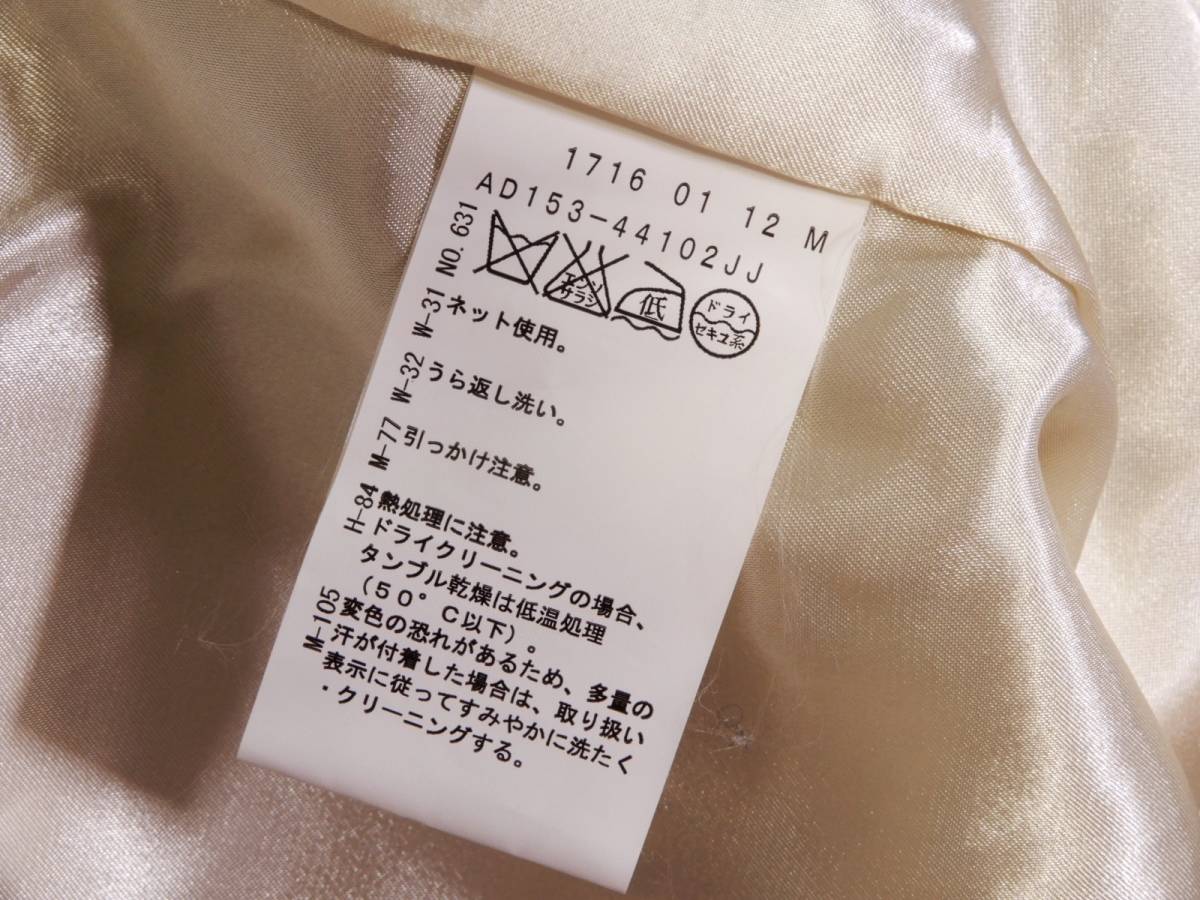 1716 01 12 M
AD153-44102JJ
エンソ
サラシ
低
ドライ
セキユ系
NO. 631
W-31 ネット使用。
W-32 うら返し洗い。
M-77 引っかけ注意。
H-84 熱処理に注意。
ドライクリーニングの場合、
タンブル乾燥は低温処理
(50°C以下)。
M-105 変色の恐れがあるため、多量の
汗が付着した場合は、取り扱い
表示に従ってすみやかに洗たく
・クリーニングする。